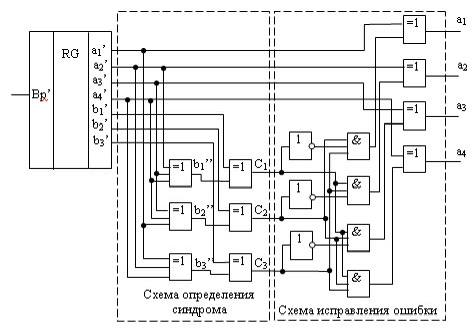 RG
Вр’
a₁’
a₂’
a₃’
a₄’
b₁’
b₂’
b₃’
=1 b₁’’ =1 C₁
=1 b₂’’ =1 C₂
=1 b₃’’ =1 C₃
1
1
1
&
&
&
&
=1 a₁
=1 a₂
=1 a₃
=1 a₄
Схема определения
синдрома
Схема исправления ошибки